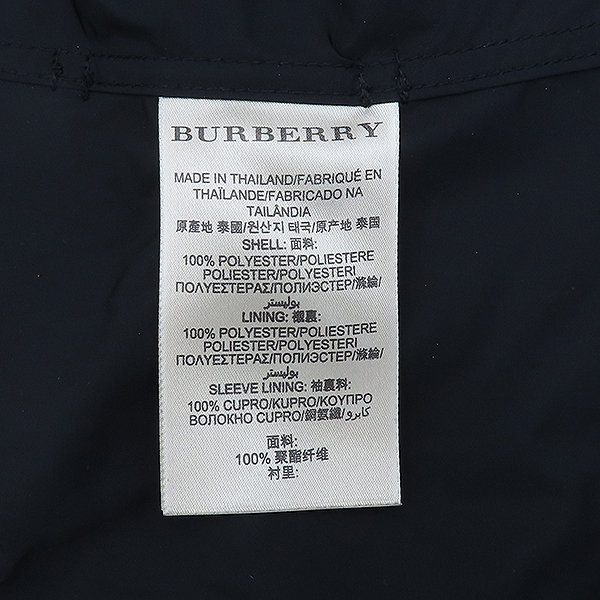 BURBERRY
MADE IN THAILAND/FABRIQUÉ EN
THAÏLANDE/FABRICADO NA
TAILÂNDIA
原產地 泰國/원산지 태국/原产地 泰国
SHELL: 面料:
100% POLYESTER/POLIESTERE
POLIESTER/POLYESTERI
ΠΟΛΥΕΣΤΕΡΑΣ/ПОЛИЭСТЕР/滌綸/
بوليستر
LINING: 襯裏:
100% POLYESTER/POLIESTERE
POLIESTER/POLYESTERI
ΠΟΛΥΕΣΤΕΡΑΣ/ПОЛИЭСТЕР/滌綸/
بوليستر
SLEEVE LINING: 袖裏料:
100% CUPRO/KUPRO/ΚΟΥΠΡΟ
ВОЛОКНО CUPRO/銅氨纖/كابرو/
面料:
100% 聚酯纤维
衬里: